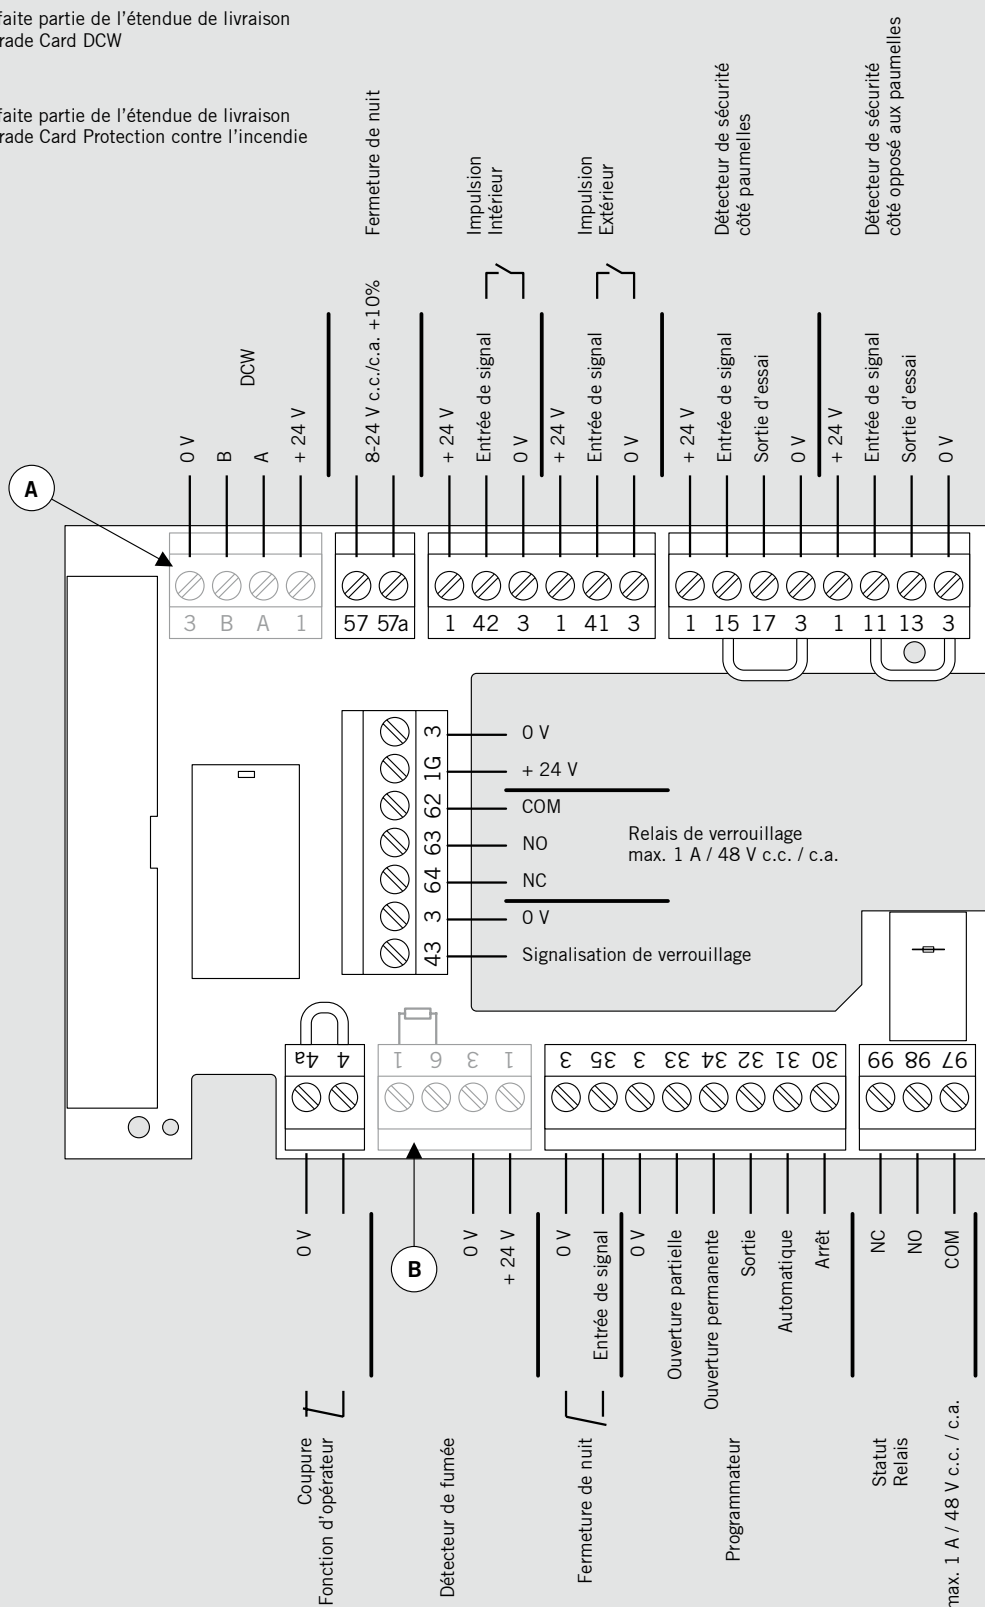 faite partie de l'étendue de livraison
rade Card DCW
faite partie de l'étendue de livraison
rade Card Protection contre l'incendie
Fermeture de nuit
Impulsion
Intérieur
Impulsion
Extérieur
Détecteur de sécurité
côté paumelles
Détecteur de sécurité
côté opposé aux paumelles
DCW
0 V
B
A
+ 24 V
8-24 V c.c./c.a. +10%
+ 24 V
Entrée de signal
0 V
+ 24 V
Entrée de signal
0 V
+ 24 V
Entrée de signal
Sortie d'essai
0 V
+ 24 V
Entrée de signal
Sortie d'essai
0 V
A
3 B A 1
57 57a
1 42 3 1 41 3
1 15 17 3 1 11 13 3
3 0 V
1G + 24 V
62 COM
63 NO
64 NC
3 0 V
43 Signalisation de verrouillage
Relais de verrouillage
max. 1 A / 48 V c.c. / c.a.
4a 4
1 6 3 1
3 35 3 33 34 32 31 30
99 98 97
0 V
B
0 V
+ 24 V
0 V
Entrée de signal
0 V
Ouverture partielle
Ouverture permanente
Sortie
Automatique
Arrêt
NC
NO
COM
Coupure
Fonction d'opérateur
Détecteur de fumée
Fermeture de nuit
Programmateur
Statut
Relais
max. 1 A / 48 V c.c. / c.a.